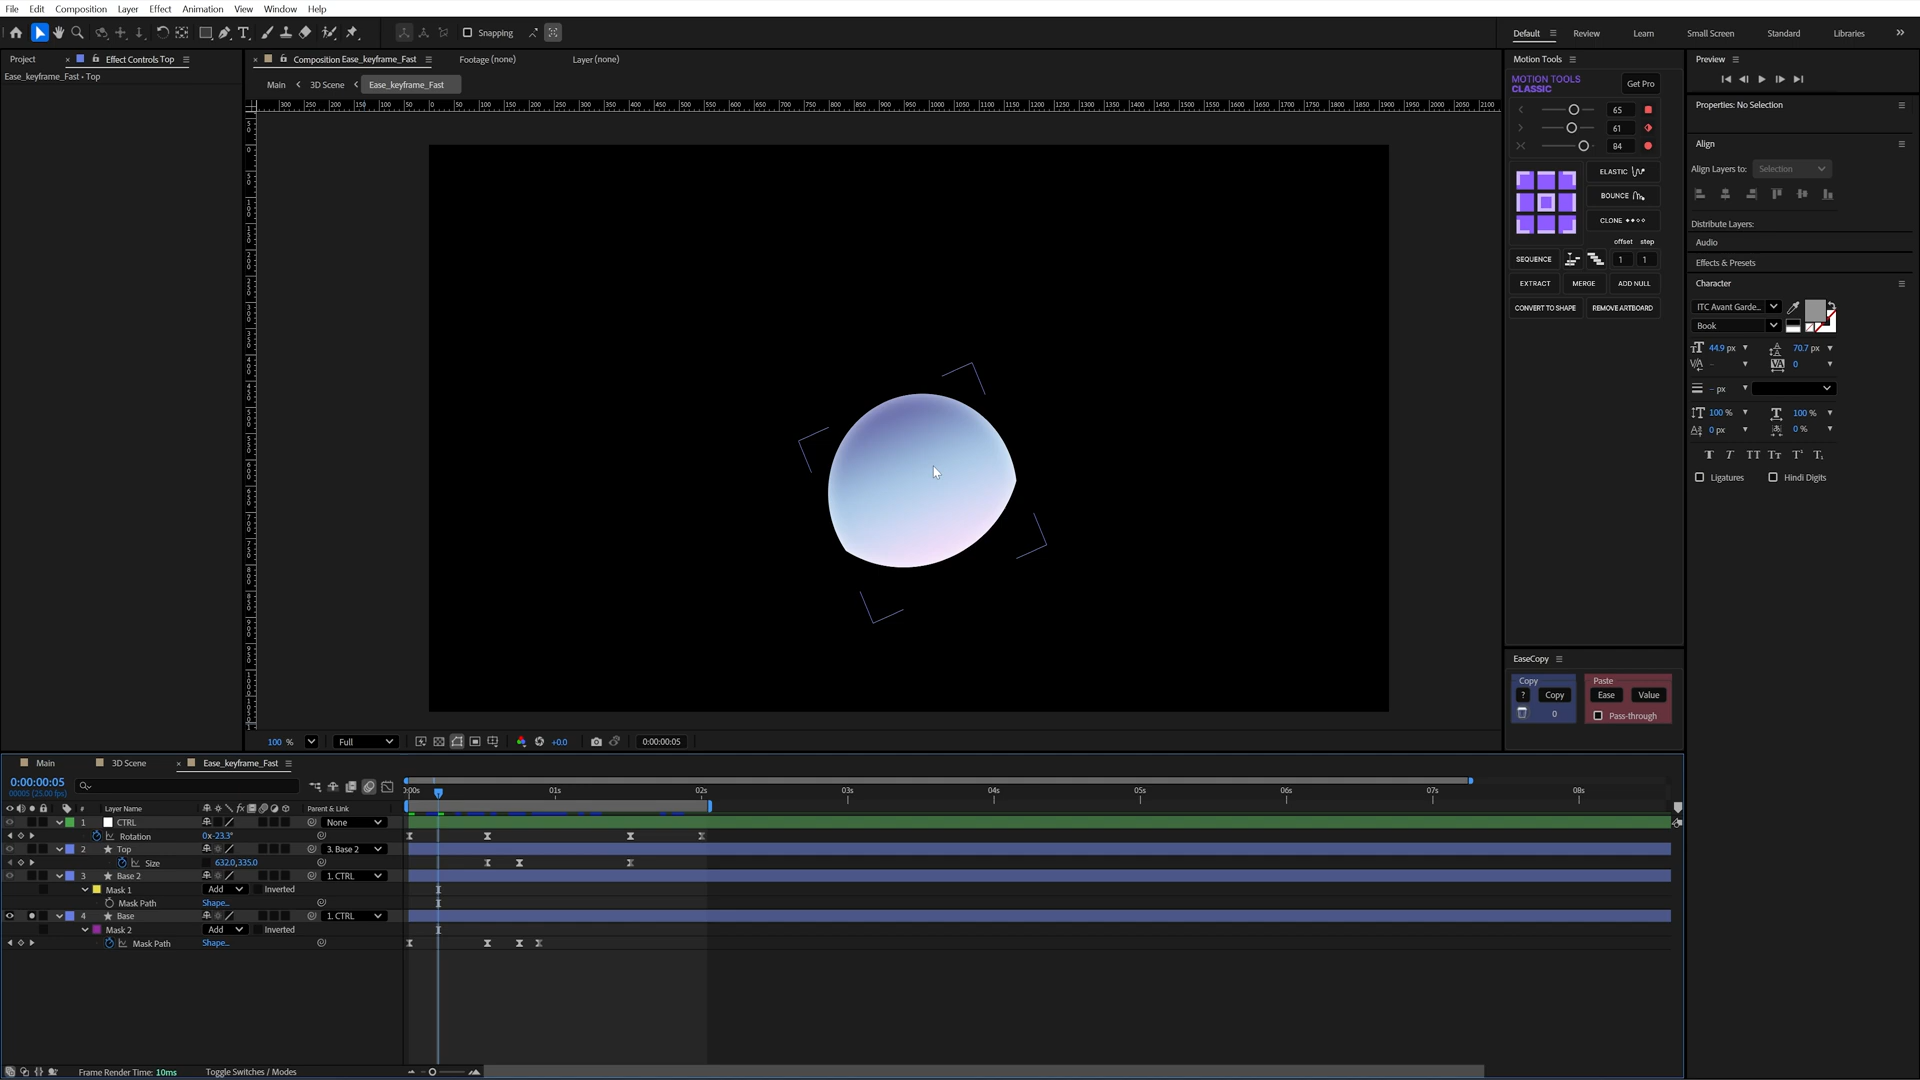 File Edit Composition Layer Effect Animation View Window Help
Snapping
Default Review Learn Small Screen Standard Libraries
Project Effect Controls Top
Ease_keyframe_Fast • Top
Composition Ease_keyframe_Fast Footage (none) Layer (none)
Main 3D Scene Ease_keyframe_Fast
Motion Tools
MOTION TOOLS
CLASSIC
Get Pro
65
61
84
ELASTIC
BOUNCE
CLONE
offset step
SEQUENCE 1 1
EXTRACT MERGE ADD NULL
CONVERT TO SHAPE REMOVE ARTBOARD
EaseCopy
Copy Paste
? Copy Ease Value
0 Pass-through
Preview
Properties: No Selection
Align
Align Layers to: Selection
Distribute Layers:
Audio
Effects & Presets
Character
ITC Avant Garde...
Book
44.9 px 70.7 px
0
- px
100 % 100 %
0 px 0 %
Ligatures Hindi Digits
100 % Full +0.0 0:00:00:05
Main 3D Scene Ease_keyframe_Fast
0:00:00:05
00005 (25.00 fps)
:00s 01s 02s 03s 04s 05s 06s 07s 08s
# Layer Name Parent & Link
1 CTRL None
Rotation 0x-23.3°
2 Top 3. Base 2
Size 632.0,335.0
3 Base 2 1. CTRL
Mask 1 Add Inverted
Mask Path Shape...
4 Base 1. CTRL
Mask 2 Add Inverted
Mask Path Shape...
Frame Render Time: 10ms Toggle Switches / Modes